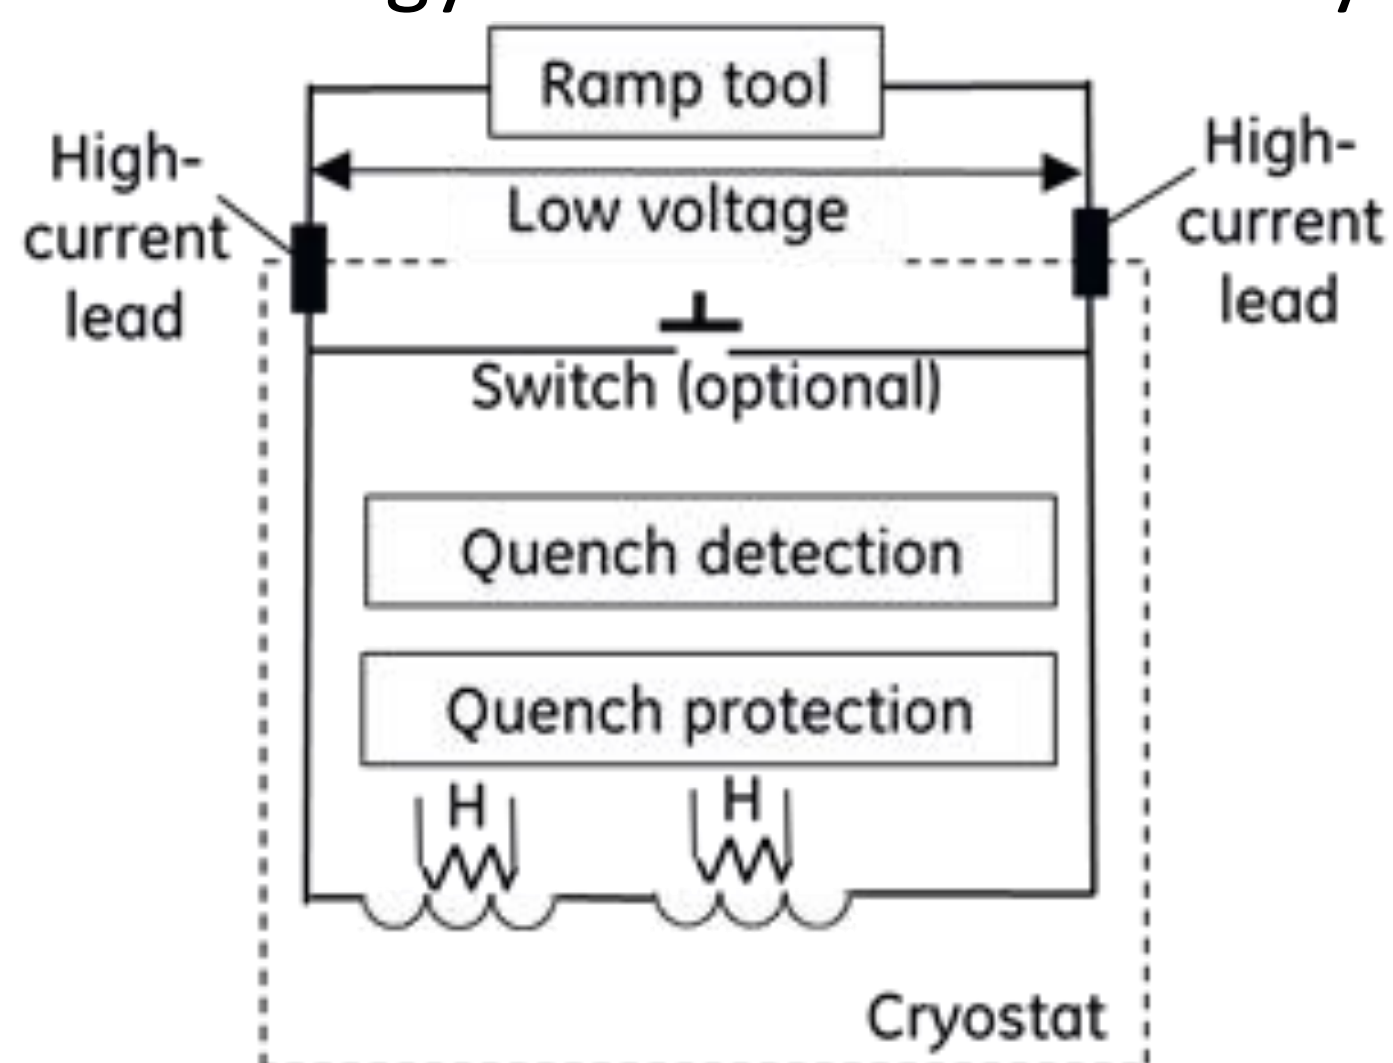 Ramp tool
High-
current
lead
Low voltage
High-
current
lead
Switch (optional)
Quench detection
Quench protection
H
H
Cryostat